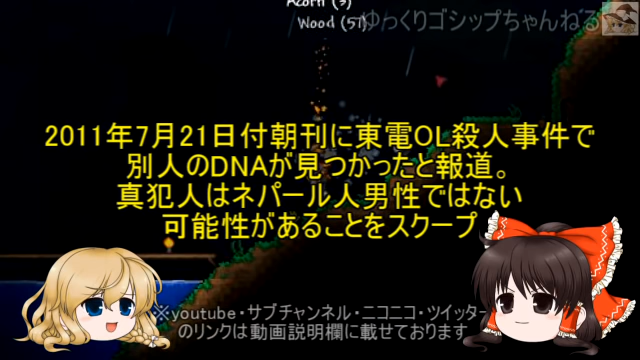 Acorn (3)
Wood (57)
ゆっくりゴシップちゃんねる
2011年7月21日付朝刊に東電OL殺人事件で
別人のDNAが見つかったと報道。
真犯人はネパール人男性ではない
可能性があることをスクープ
※youtube・サブチャンネル・ニコニコ・ツイッター
のリンクは動画説明欄に載せております